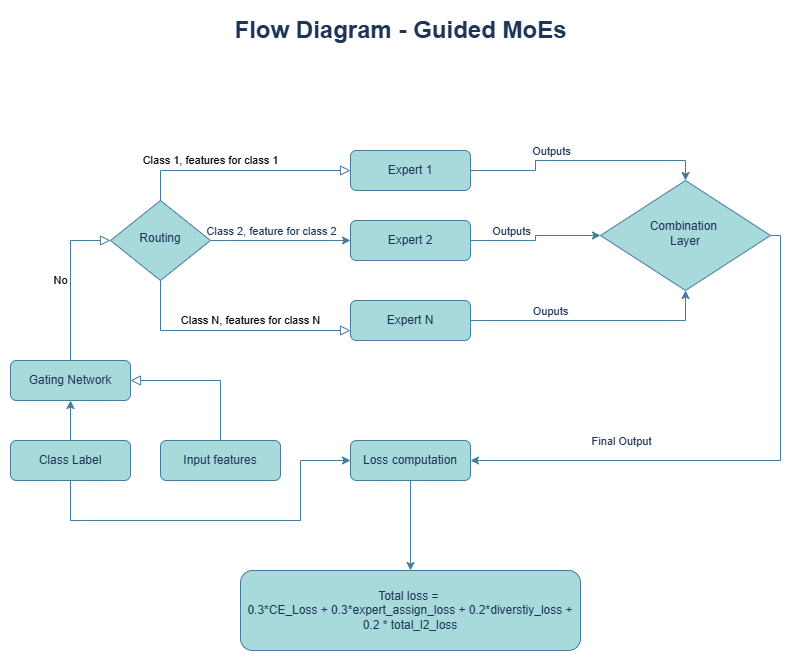 Flow Diagram - Guided MoEs
Class 1, features for class 1
Expert 1
Outputs
Routing
Class 2, feature for class 2
Expert 2
Outputs
Combination
Layer
Class N, features for class N
Expert N
Ouputs
No
Gating Network
Class Label
Input features
Loss computation
Final Output
Total loss =
0.3*CE_Loss + 0.3*expert_assign_loss + 0.2*diverstiy_loss +
0.2 * total_l2_loss